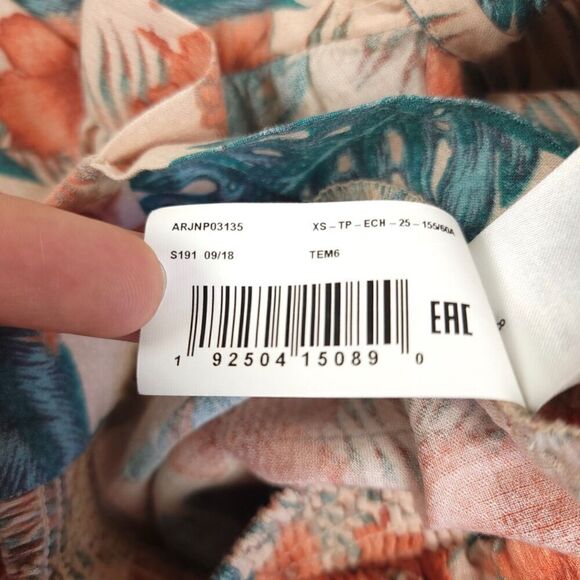 ARJNP03135 XS-TP-ECH-25-155/60A
S191 09/18 TEM6
EAC
1 92504 15089 0